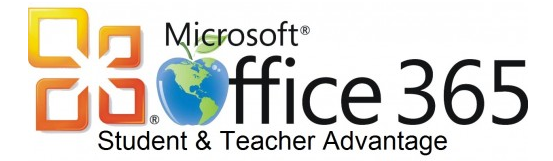 Microsoft®
Office 365
®
Student & Teacher Advantage